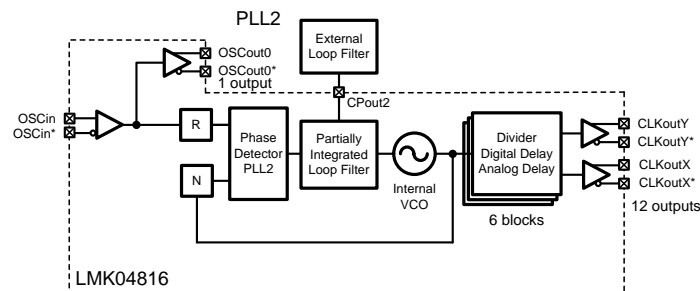 PLL2
OSCout0
OSCout0*
1 output
External
Loop Filter
OSCin
OSCin*
CPout2
R
N
Phase
Detector
PLL2
Partially
Integrated
Loop Filter
Internal
VCO
Divider
Digital Delay
Analog Delay
6 blocks
CLKoutY
CLKoutY*
CLKoutX
CLKoutX*
12 outputs
LMK04816